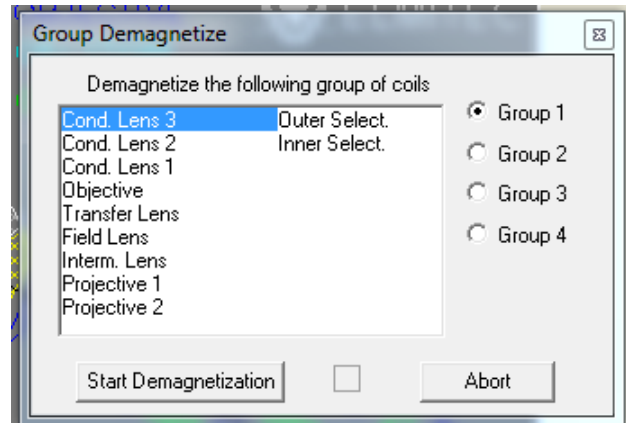 Group Demagnetize
Demagnetize the following group of coils
Cond. Lens 3 Outer Select.
Cond. Lens 2 Inner Select.
Cond. Lens 1
Objective
Transfer Lens
Field Lens
Interm. Lens
Projective 1
Projective 2
Group 1
Group 2
Group 3
Group 4
Start Demagnetization
Abort